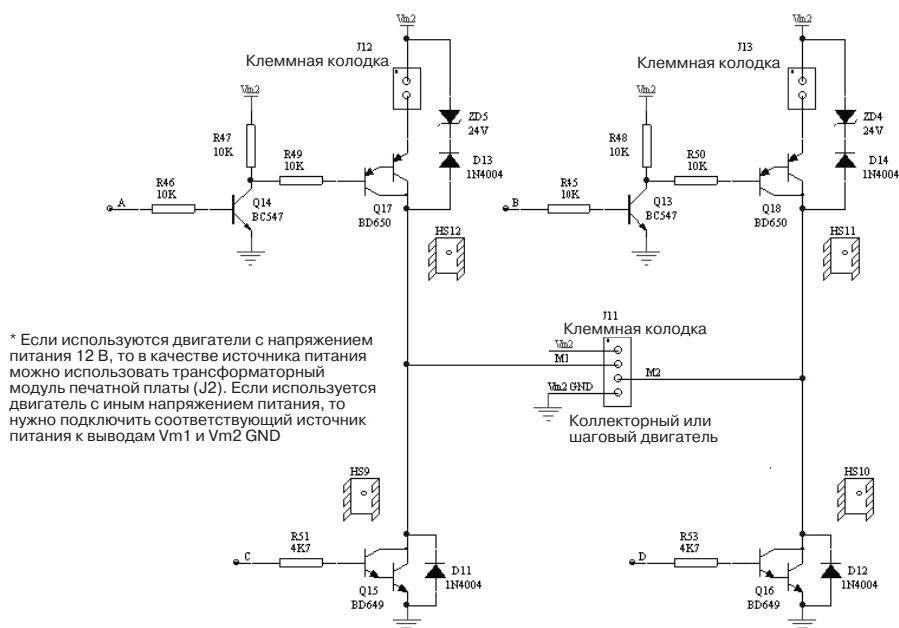 Vm2
Vm2
J12
Клеммная колодка
J13
Клеммная колодка
Vm2
Vm2
ZD5
24V
ZD4
24V
R47
10K
R48
10K
R49
10K
R50
10K
D13
1N4004
D14
1N4004
A
R46
10K
Q14
BC547
Q17
BD650
B
R45
10K
Q13
BC547
Q18
BD650
HS12
HS11
* Если используются двигатели с напряжением
питания 12 В, то в качестве источника питания
можно использовать трансформаторный
модуль печатной платы (J2). Если используется
двигатель с иным напряжением питания, то
нужно подключить соответствующий источник
питания к выводам Vm1 и Vm2 GND
J11
Клеммная колодка
Vm2
M1
M2
Vm2 GND
Коллекторный или
шаговый двигатель
HS9
HS10
C
R51
4K7
Q15
BD649
D11
1N4004
D
R53
4K7
Q16
BD649
D12
1N4004